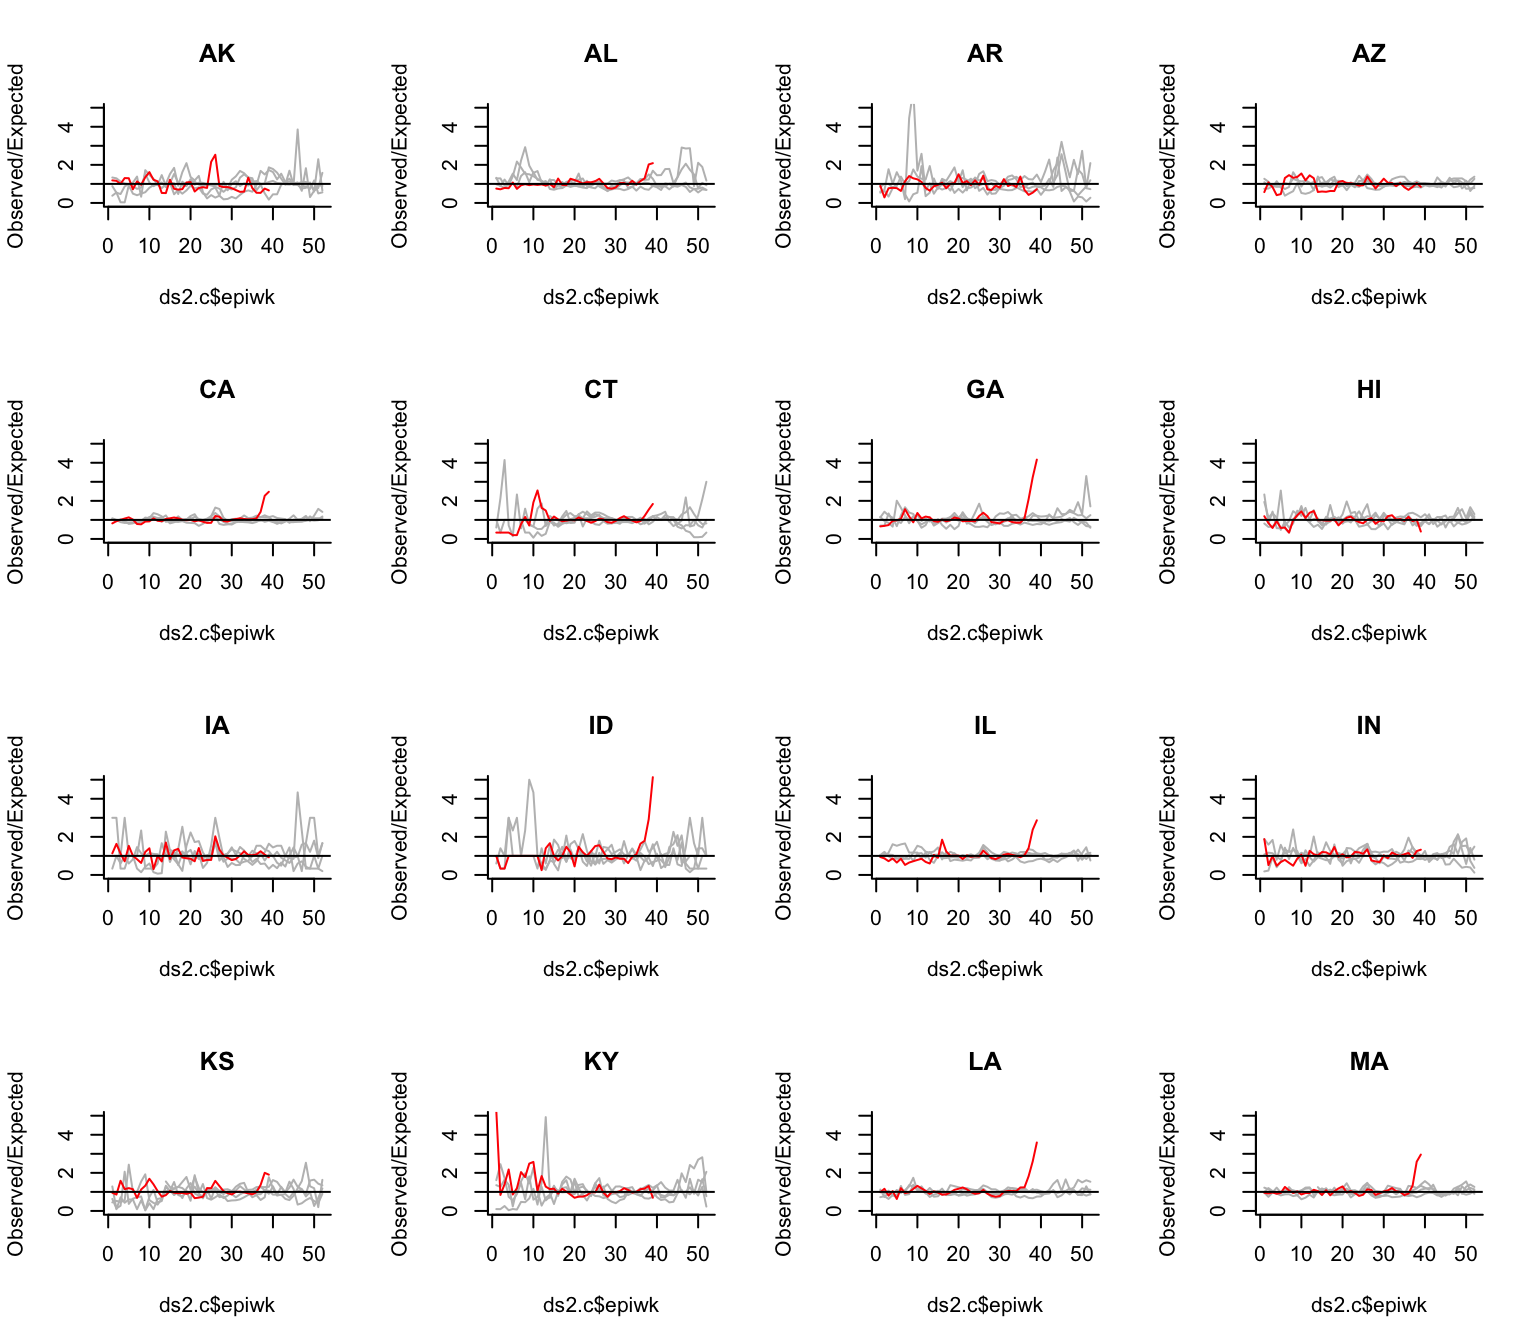 AK AL AR AZ
Observed/Expected Observed/Expected Observed/Expected Observed/Expected
4 4 4 4
2 2 2 2
0 0 0 0
0 10 20 30 40 50 0 10 20 30 40 50 0 10 20 30 40 50 0 10 20 30 40 50
ds2.c$epiwk ds2.c$epiwk ds2.c$epiwk ds2.c$epiwk
CA CT GA HI
Observed/Expected Observed/Expected Observed/Expected Observed/Expected
4 4 4 4
2 2 2 2
0 0 0 0
0 10 20 30 40 50 0 10 20 30 40 50 0 10 20 30 40 50 0 10 20 30 40 50
ds2.c$epiwk ds2.c$epiwk ds2.c$epiwk ds2.c$epiwk
IA ID IL IN
Observed/Expected Observed/Expected Observed/Expected Observed/Expected
4 4 4 4
2 2 2 2
0 0 0 0
0 10 20 30 40 50 0 10 20 30 40 50 0 10 20 30 40 50 0 10 20 30 40 50
ds2.c$epiwk ds2.c$epiwk ds2.c$epiwk ds2.c$epiwk
KS KY LA MA
Observed/Expected Observed/Expected Observed/Expected Observed/Expected
4 4 4 4
2 2 2 2
0 0 0 0
0 10 20 30 40 50 0 10 20 30 40 50 0 10 20 30 40 50 0 10 20 30 40 50
ds2.c$epiwk ds2.c$epiwk ds2.c$epiwk ds2.c$epiwk